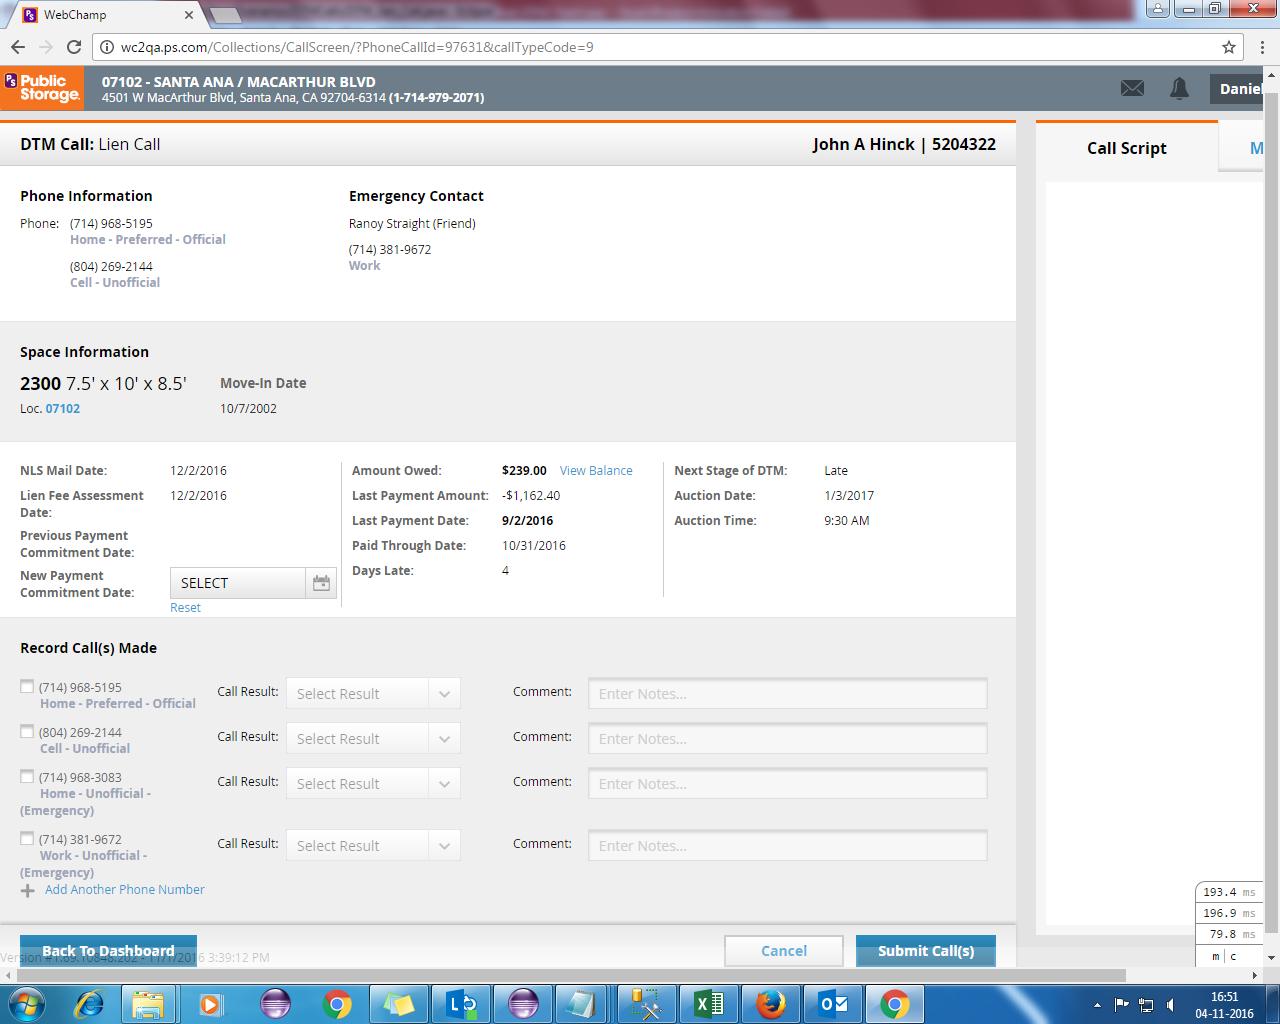 WebChamp
wc2qa.ps.com/Collections/CallScreen/?PhoneCallId=97631&callTypeCode=9
PS Public Storage.
07102 - SANTA ANA / MACARTHUR BLVD
4501 W MacArthur Blvd, Santa Ana, CA 92704-6314 (1-714-979-2071)
Daniel
DTM Call: Lien Call
John A Hinck | 5204322
Call Script
M
Phone Information
Emergency Contact
Phone: (714) 968-5195
Home - Preferred - Official
(804) 269-2144
Cell - Unofficial
Ranoy Straight (Friend)
(714) 381-9672
Work
Space Information
2300 7.5' x 10' x 8.5'
Loc. 07102
Move-In Date
10/7/2002
NLS Mail Date: 12/2/2016
Lien Fee Assessment Date: 12/2/2016
Previous Payment
Commitment Date:
New Payment
Commitment Date:
SELECT
Reset
Amount Owed: $239.00 View Balance
Last Payment Amount: -$1,162.40
Last Payment Date: 9/2/2016
Paid Through Date: 10/31/2016
Days Late: 4
Next Stage of DTM: Late
Auction Date: 1/3/2017
Auction Time: 9:30 AM
Record Call(s) Made
(714) 968-5195 Call Result: Select Result Comment: Enter Notes...
Home - Preferred - Official
(804) 269-2144 Call Result: Select Result Comment: Enter Notes...
Cell - Unofficial
(714) 968-3083 Call Result: Select Result Comment: Enter Notes...
Home - Unofficial -
(Emergency)
(714) 381-9672 Call Result: Select Result Comment: Enter Notes...
Work - Unofficial -
(Emergency)
Add Another Phone Number
193.4 ms
196.9 ms
79.8 ms
m | c
Back To Dashboard
Cancel
Submit Call(s)
Version #1.69.10848.202 - 11/1/2016 3:39:12 PM
16:51
04-11-2016